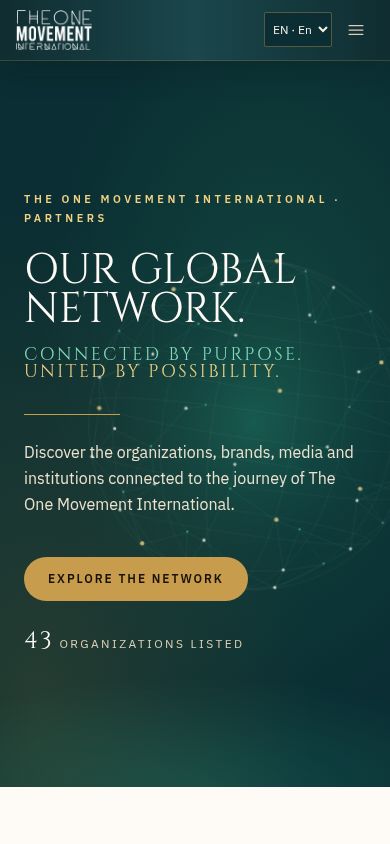 THE ONE
MOVEMENT
INTERNATIONAL
EN · En
THE ONE MOVEMENT INTERNATIONAL ·
PARTNERS
OUR GLOBAL
NETWORK.
CONNECTED BY PURPOSE.
UNITED BY POSSIBILITY.
Discover the organizations, brands, media and
institutions connected to the journey of The
One Movement International.
EXPLORE THE NETWORK
43 ORGANIZATIONS LISTED